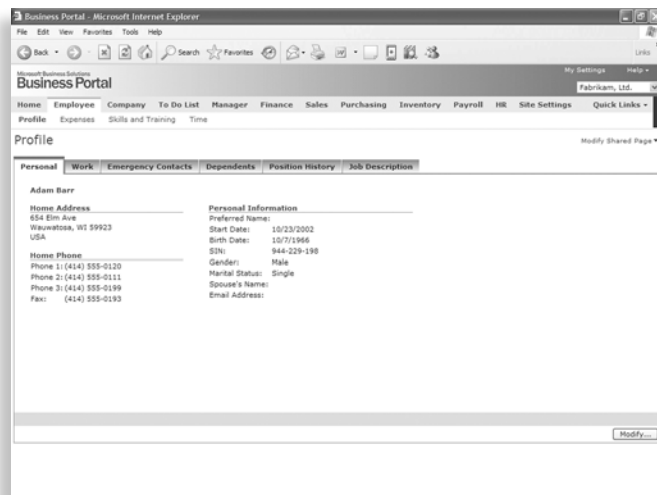 Business Portal - Microsoft Internet Explorer
File Edit View Favorites Tools Help
Back Search Favorites Links
Microsoft Business Solutions
Business Portal
My Settings Help
Fabrikam, Ltd.
Home Employee Company To Do List Manager Finance Sales Purchasing Inventory Payroll HR Site Settings Quick Links
Profile Expenses Skills and Training Time
Profile
Modify Shared Page
Personal Work Emergency Contacts Dependents Position History Job Description
Adam Barr
Home Address
654 Elm Ave
Wauwatosa, WI 59923
USA
Home Phone
Phone 1: (414) 555-0120
Phone 2: (414) 555-0111
Phone 3: (414) 555-0199
Fax: (414) 555-0193
Personal Information
Preferred Name:
Start Date: 10/23/2002
Birth Date: 10/7/1966
SIN: 944-229-198
Gender: Male
Marital Status: Single
Spouse's Name:
Email Address:
Modify...